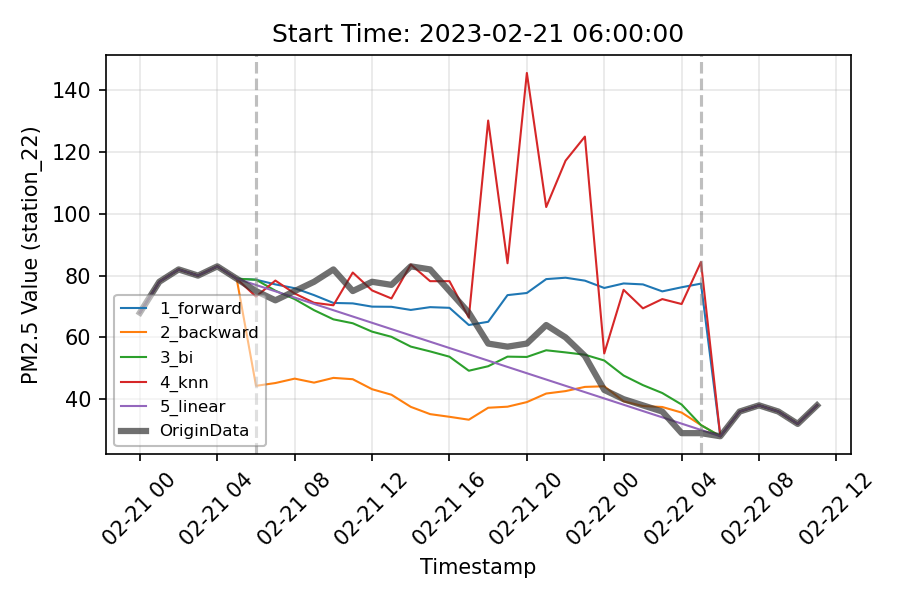 Start Time: 2023-02-21 06:00:00
PM2.5 Value (station_22)
140
120
100
80
60
40
1_forward
2_backward
3_bi
4_knn
5_linear
OriginData
02-21 00
02-21 04
02-21 08
02-21 12
02-21 16
02-21 20
02-22 00
02-22 04
02-22 08
02-22 12
Timestamp